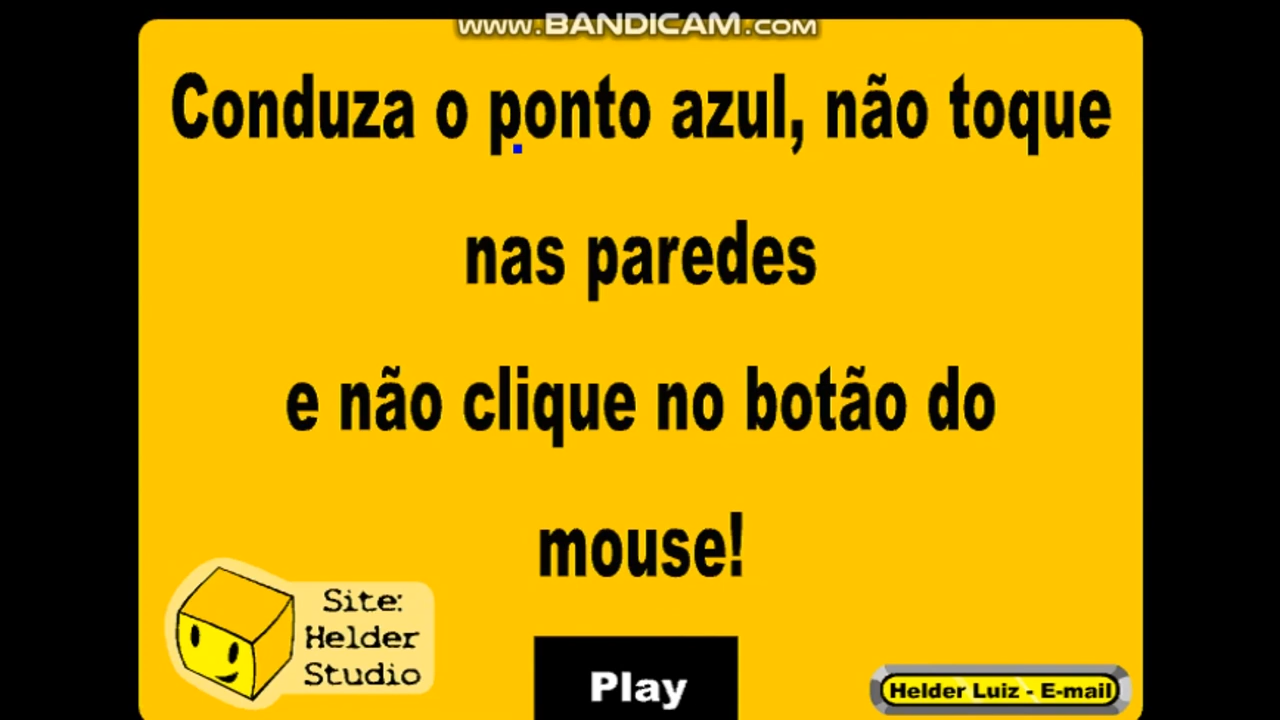 www.BANDICAM.com
Conduza o ponto azul, não toque
nas paredes
e não clique no botão do
mouse!
Site:
Helder
Studio
Play
Helder Luiz - E-mail